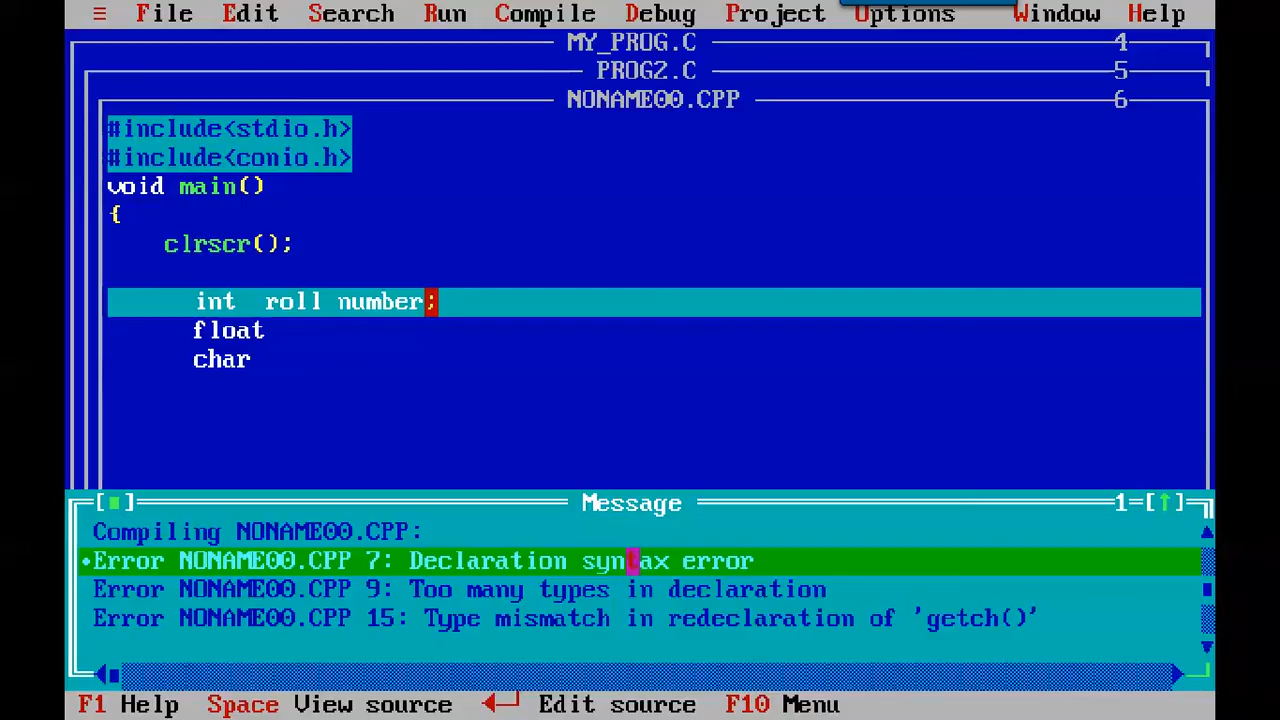 ≡ File Edit Search Run Compile Debug Project Options Window Help
MY_PROG.C 4
PROG2.C 5
NONAME00.CPP 6
#include<stdio.h>
#include<conio.h>
void main()
{
clrscr();
int  roll number;
float
char
[■] Message 1=[↑]
Compiling NONAME00.CPP:
•Error NONAME00.CPP 7: Declaration syntax error
Error NONAME00.CPP 9: Too many types in declaration
Error NONAME00.CPP 15: Type mismatch in redeclaration of 'getch()'
F1 Help Space View source ←┘ Edit source F10 Menu